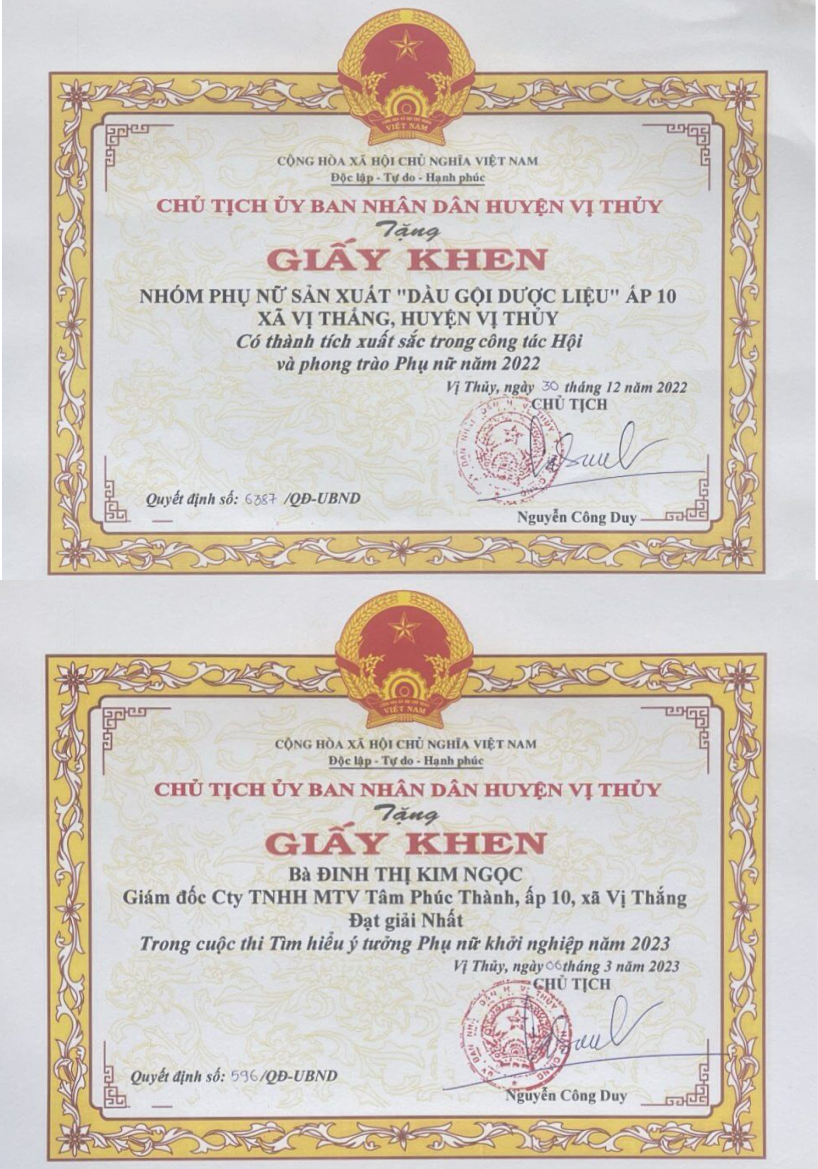 VIỆT NAM
CỘNG HÒA XÃ HỘI CHỦ NGHĨA VIỆT NAM
Độc lập - Tự do - Hạnh phúc
CHỦ TỊCH ỦY BAN NHÂN DÂN HUYỆN VỊ THỦY
Tặng
GIẤY KHEN
NHÓM PHỤ NỮ SẢN XUẤT "DẦU GỘI DƯỢC LIỆU" ẤP 10
XÃ VỊ THẮNG, HUYỆN VỊ THỦY
Có thành tích xuất sắc trong công tác Hội
và phong trào Phụ nữ năm 2022
Vị Thủy, ngày 30 tháng 12 năm 2022
CHỦ TỊCH
Quyết định số: 6387 /QĐ-UBND
Nguyễn Công Duy
VIỆT NAM
CỘNG HÒA XÃ HỘI CHỦ NGHĨA VIỆT NAM
Độc lập - Tự do - Hạnh phúc
CHỦ TỊCH ỦY BAN NHÂN DÂN HUYỆN VỊ THỦY
Tặng
GIẤY KHEN
Bà ĐINH THỊ KIM NGỌC
Giám đốc Cty TNHH MTV Tâm Phúc Thành, ấp 10, xã Vị Thắng
Đạt giải Nhất
Trong cuộc thi Tìm hiểu ý tưởng Phụ nữ khởi nghiệp năm 2023
Vị Thủy, ngày 06 tháng 3 năm 2023
CHỦ TỊCH
Quyết định số: 596 /QĐ-UBND
Nguyễn Công Duy